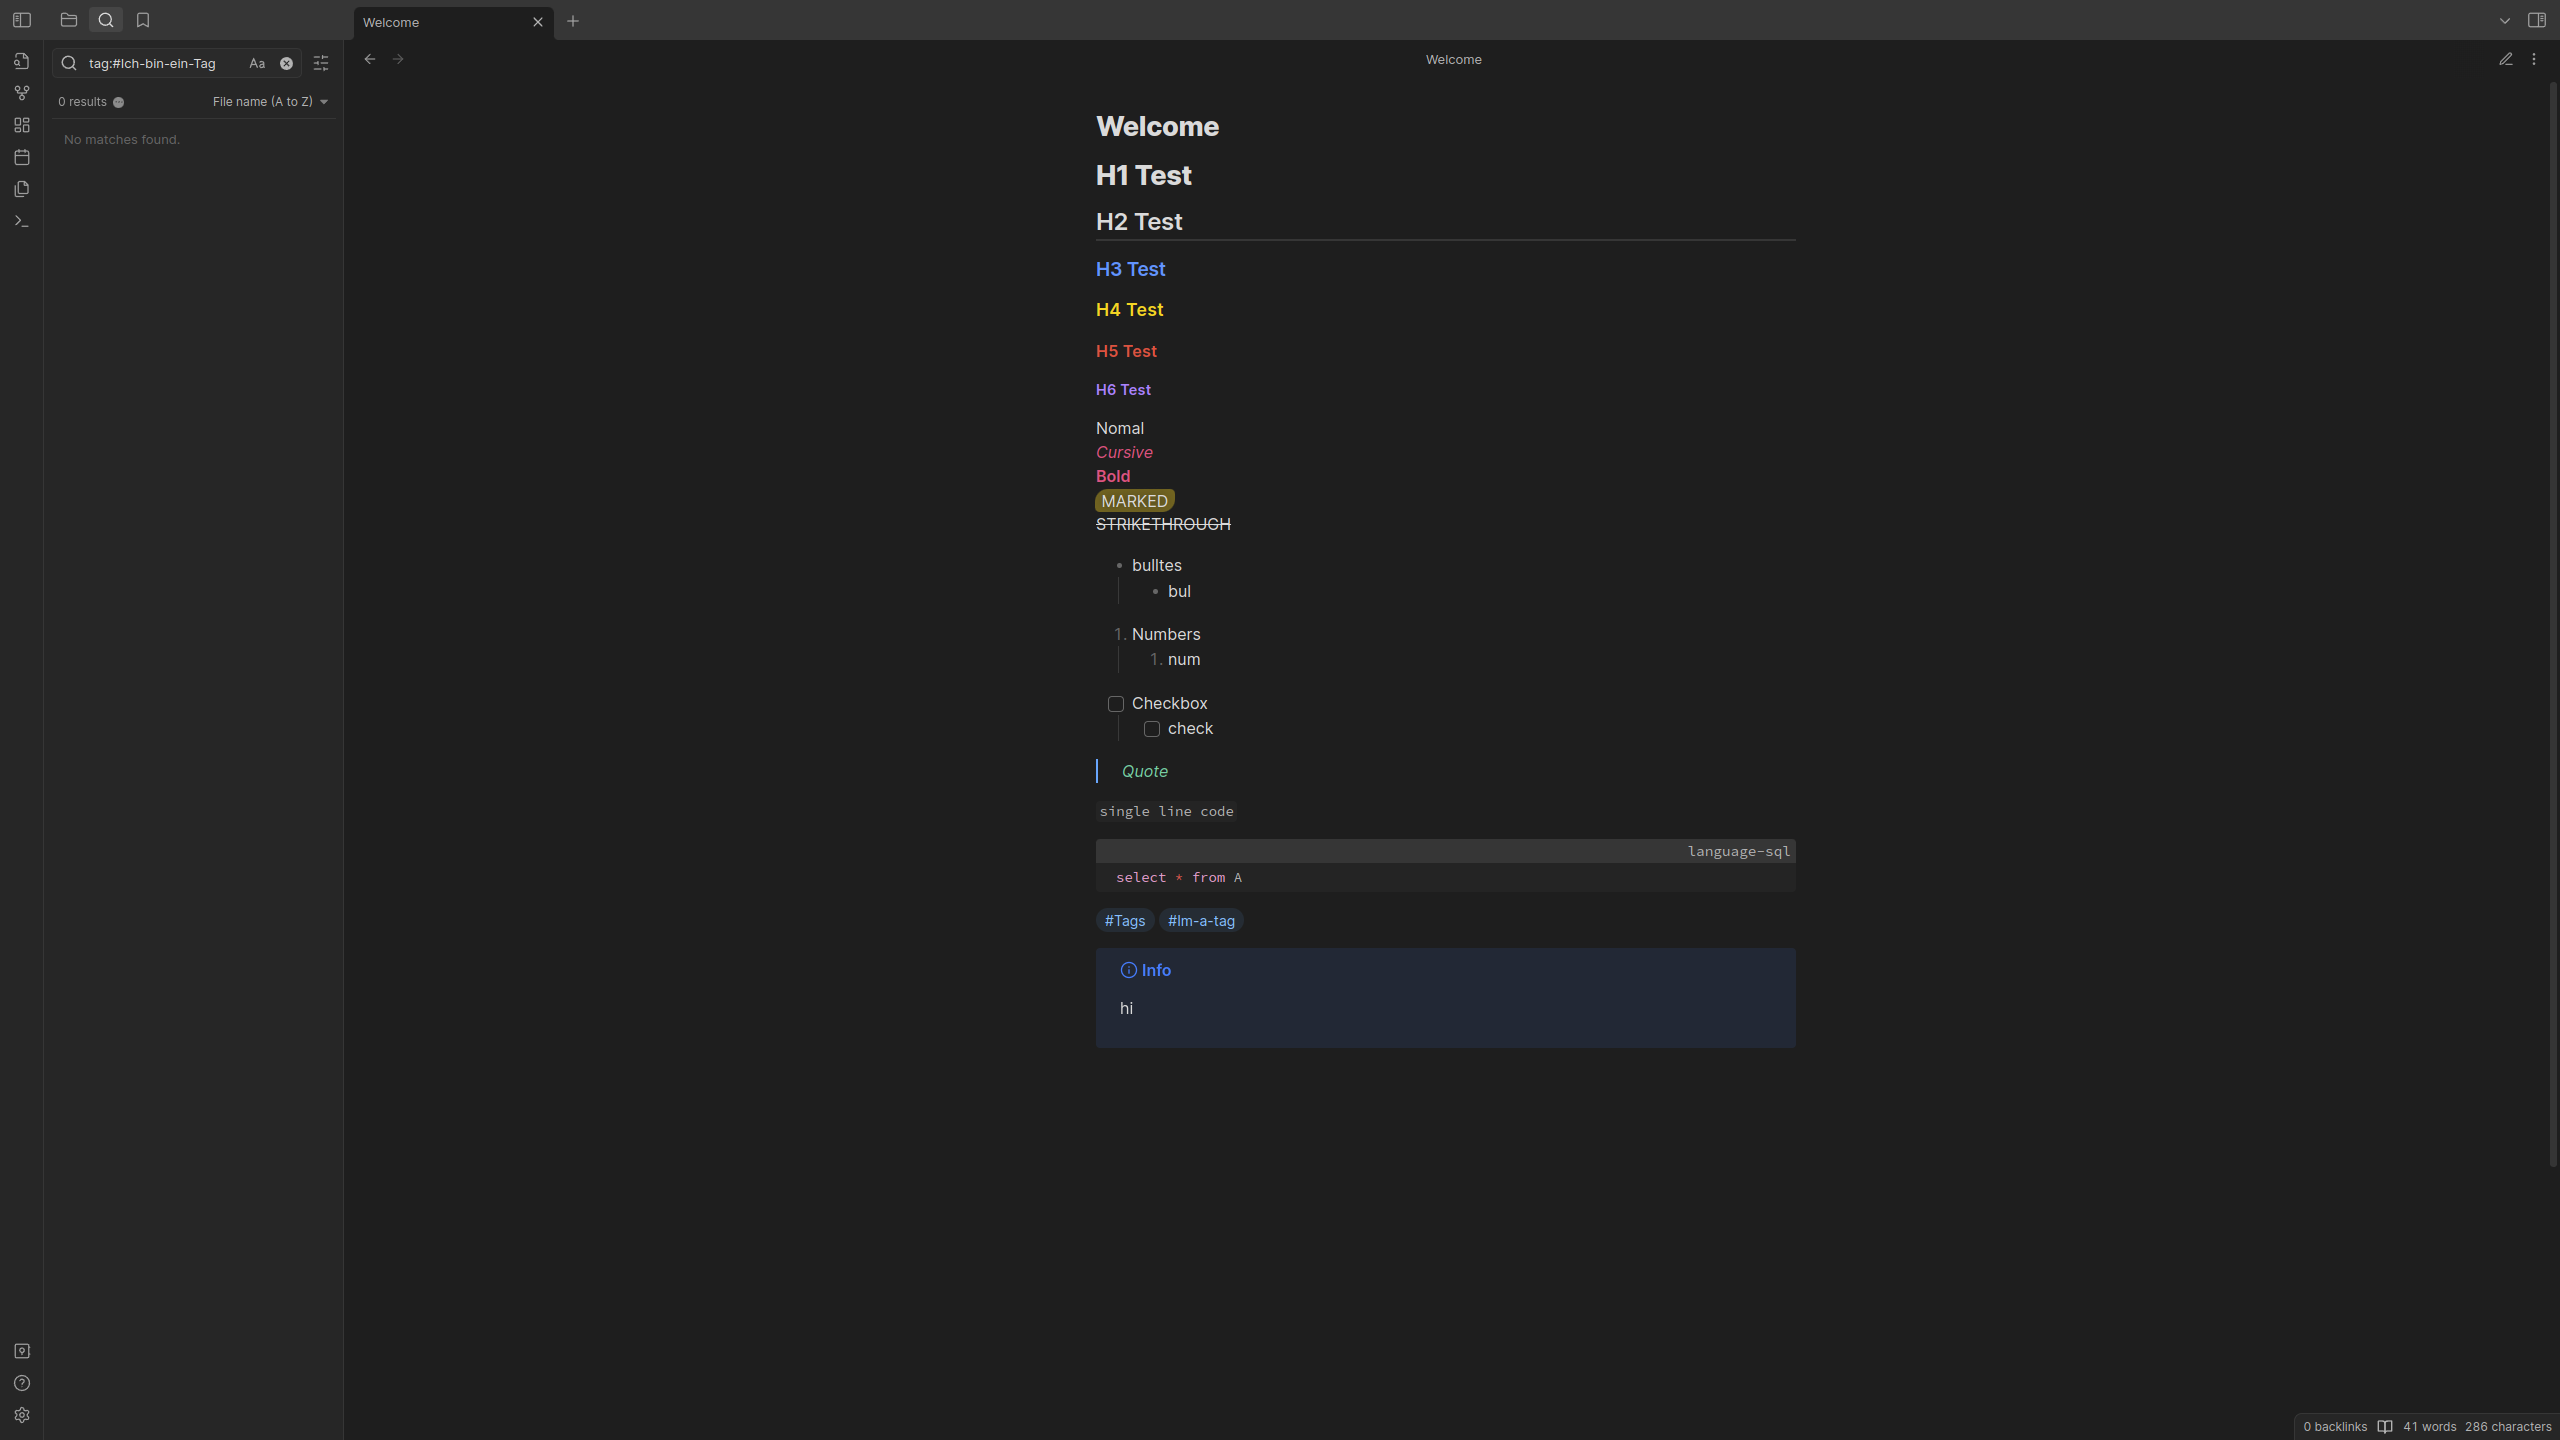 Welcome
tag:#Ich-bin-ein-Tag Aa
0 results File name (A to Z)
No matches found.
Welcome
Welcome
H1 Test
H2 Test
H3 Test
H4 Test
H5 Test
H6 Test
Nomal
Cursive
Bold
MARKED
STRIKETHROUGH
bulltes
bul
1. Numbers
1. num
Checkbox
check
Quote
single line code
language-sql
select * from A
#Tags #Im-a-tag
Info
hi
0 backlinks 41 words 286 characters